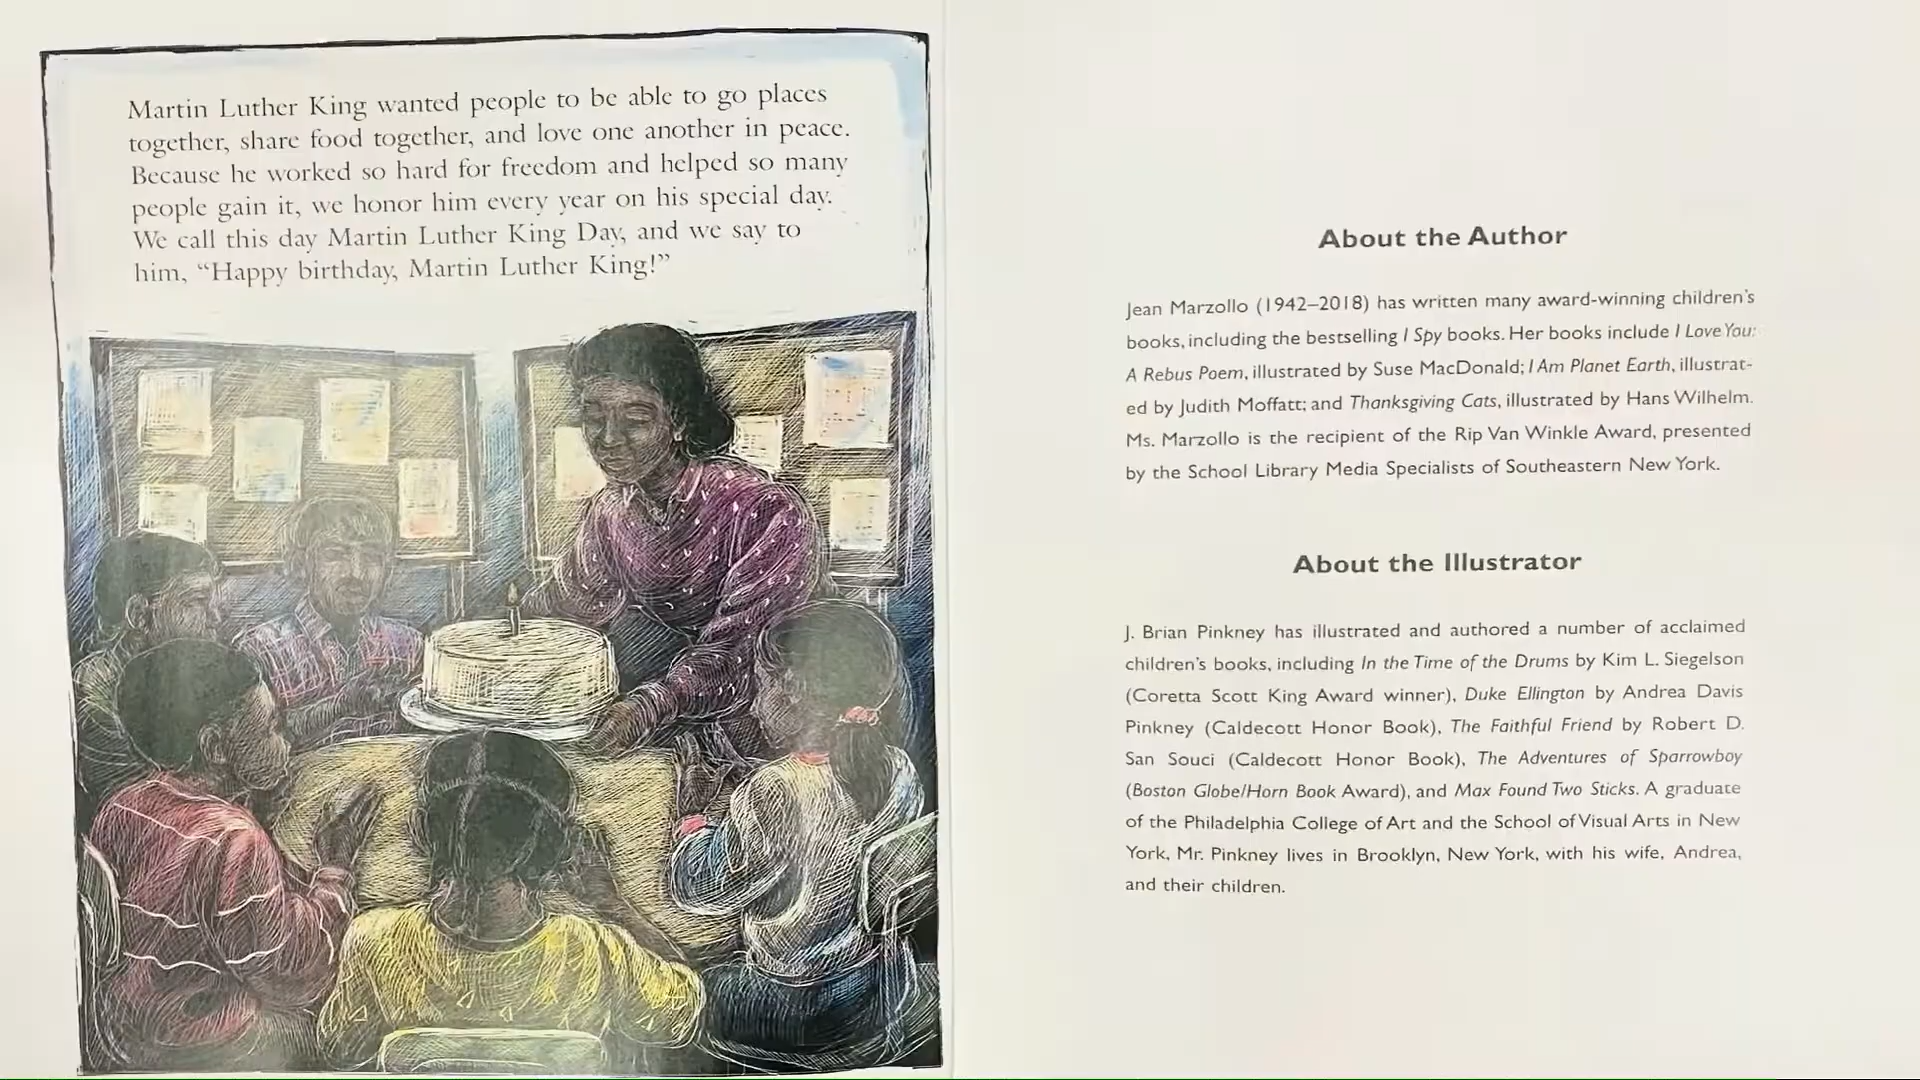 Martin Luther King wanted people to be able to go places
together, share food together, and love one another in peace.
Because he worked so hard for freedom and helped so many
people gain it, we honor him every year on his special day.
We call this day Martin Luther King Day, and we say to
him, “Happy birthday, Martin Luther King!”
About the Author
Jean Marzollo (1942–2018) has written many award-winning children’s
books, including the bestselling I Spy books. Her books include I Love You:
A Rebus Poem, illustrated by Suse MacDonald; I Am Planet Earth, illustrat-
ed by Judith Moffatt; and Thanksgiving Cats, illustrated by Hans Wilhelm.
Ms. Marzollo is the recipient of the Rip Van Winkle Award, presented
by the School Library Media Specialists of Southeastern New York.
About the Illustrator
J. Brian Pinkney has illustrated and authored a number of acclaimed
children’s books, including In the Time of the Drums by Kim L. Siegelson
(Coretta Scott King Award winner), Duke Ellington by Andrea Davis
Pinkney (Caldecott Honor Book), The Faithful Friend by Robert D.
San Souci (Caldecott Honor Book), The Adventures of Sparrowboy
(Boston Globe/Horn Book Award), and Max Found Two Sticks. A graduate
of the Philadelphia College of Art and the School of Visual Arts in New
York, Mr. Pinkney lives in Brooklyn, New York, with his wife, Andrea,
and their children.